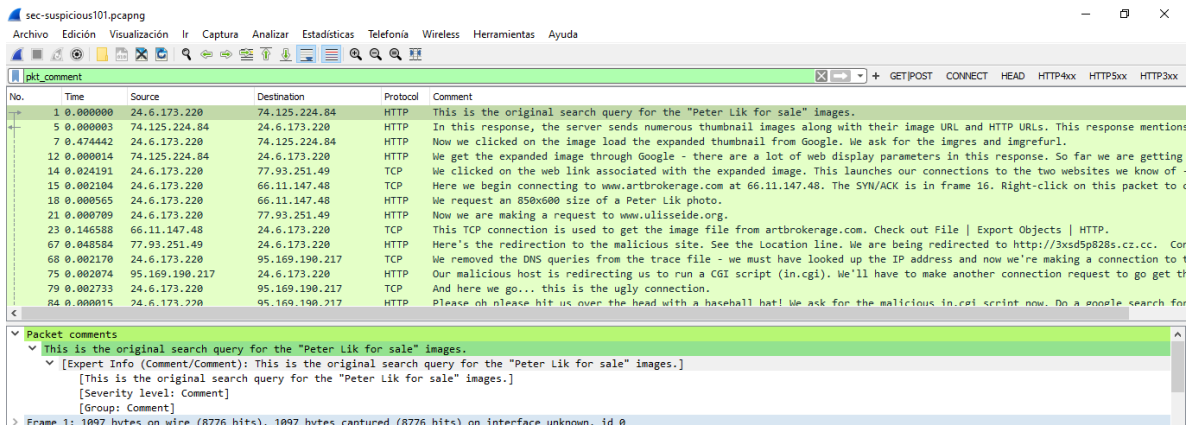 sec-suspicious101.pcapng
Archivo Edición Visualización Ir Captura Analizar Estadísticas Telefonía Wireless Herramientas Ayuda
pkt_comment + GET|POST CONNECT HEAD HTTP4xx HTTP5xx HTTP3xx
No. Time Source Destination Protocol Comment
1 0.000000 24.6.173.220 74.125.224.84 HTTP This is the original search query for the "Peter Lik for sale" images.
5 0.000003 74.125.224.84 24.6.173.220 HTTP In this response, the server sends numerous thumbnail images along with their image URL and HTTP URLs. This response mentions
7 0.474442 24.6.173.220 74.125.224.84 HTTP Now we clicked on the image load the expanded thumbnail from Google. We ask for the imgres and imgrefurl.
12 0.000014 74.125.224.84 24.6.173.220 HTTP We get the expanded image through Google - there are a lot of web display parameters in this response. So far we are getting
14 0.024191 24.6.173.220 77.93.251.49 TCP We clicked on the web link associated with the expanded image. This launches our connections to the two websites we know of -
15 0.002104 24.6.173.220 66.11.147.48 TCP Here we begin connecting to www.artbrokerage.com at 66.11.147.48. The SYN/ACK is in frame 16. Right-click on this packet to
18 0.000565 24.6.173.220 66.11.147.48 HTTP We request an 850x600 size of a Peter Lik photo.
21 0.000709 24.6.173.220 77.93.251.49 HTTP Now we are making a request to www.ulisseide.org.
23 0.146588 66.11.147.48 24.6.173.220 TCP This TCP connection is used to get the image file from artbrokerage.com. Check out File | Export Objects | HTTP.
67 0.048584 77.93.251.49 24.6.173.220 HTTP Here's the redirection to the malicious site. See the Location line. We are being redirected to http://3xsd5p828s.cz.cc. Con
68 0.002170 24.6.173.220 95.169.190.217 TCP We removed the DNS queries from the trace file - we must have looked up the IP address and now we're making a connection to t
75 0.002074 95.169.190.217 24.6.173.220 HTTP Our malicious host is redirecting us to run a CGI script (in.cgi). We'll have to make another connection request to go get th
79 0.002733 24.6.173.220 95.169.190.217 TCP And here we go... this is the ugly connection.
84 0.000015 24.6.173.220 95.169.190.217 HTTP Please oh please hit us over the head with a baseball bat! We ask for the malicious in.cgi script now. Do a google search for
Packet comments
This is the original search query for the "Peter Lik for sale" images.
[Expert Info (Comment/Comment): This is the original search query for the "Peter Lik for sale" images.]
[This is the original search query for the "Peter Lik for sale" images.]
[Severity level: Comment]
[Group: Comment]
Frame 1: 1097 bytes on wire (8776 bits), 1097 bytes captured (8776 bits) on interface unknown, id 0